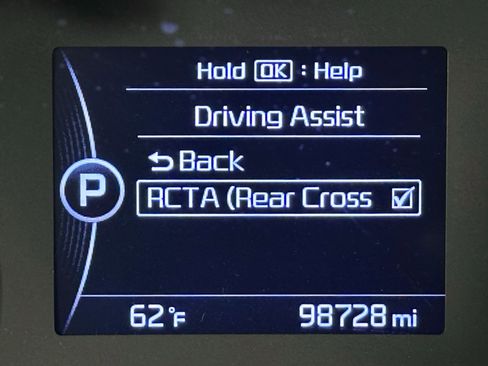 Hold OK : Help
Driving Assist
Back
P
RCTA (Rear Cross
62°F 98728 mi